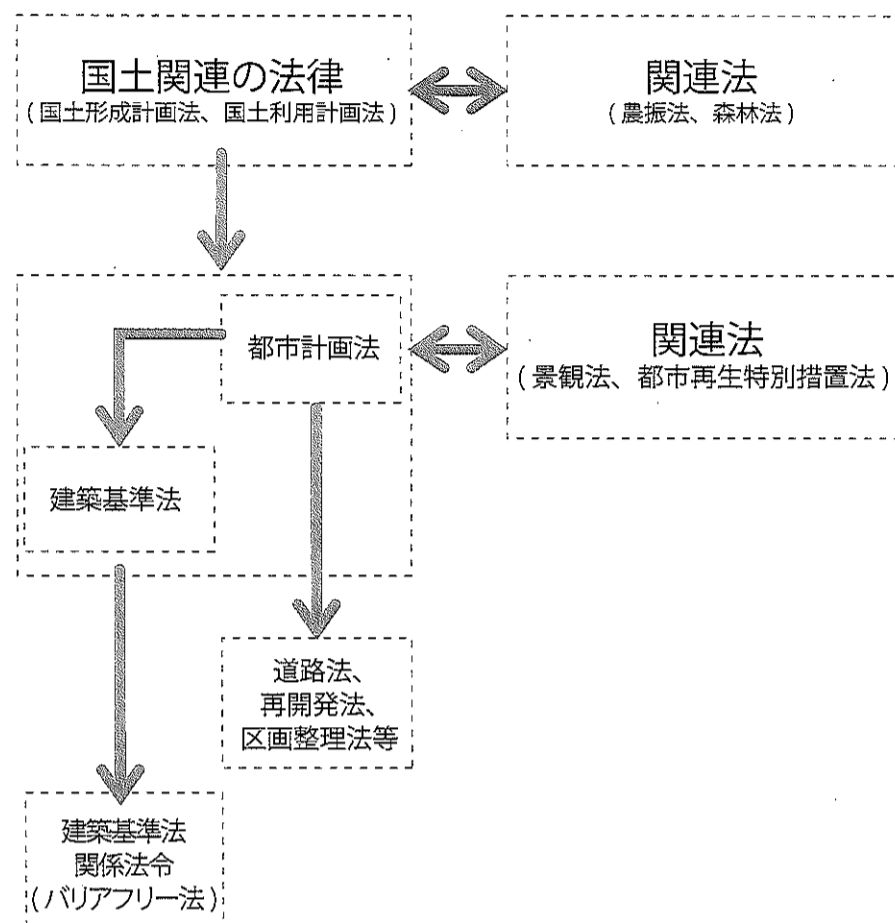 国土関連の法律
(国土形成計画法、国土利用計画法)
関連法
(農振法、森林法)
都市計画法
関連法
(景観法、都市再生特別措置法)
建築基準法
道路法、
再開発法、
区画整理法等
建築基準法
関係法令
(バリアフリー法)